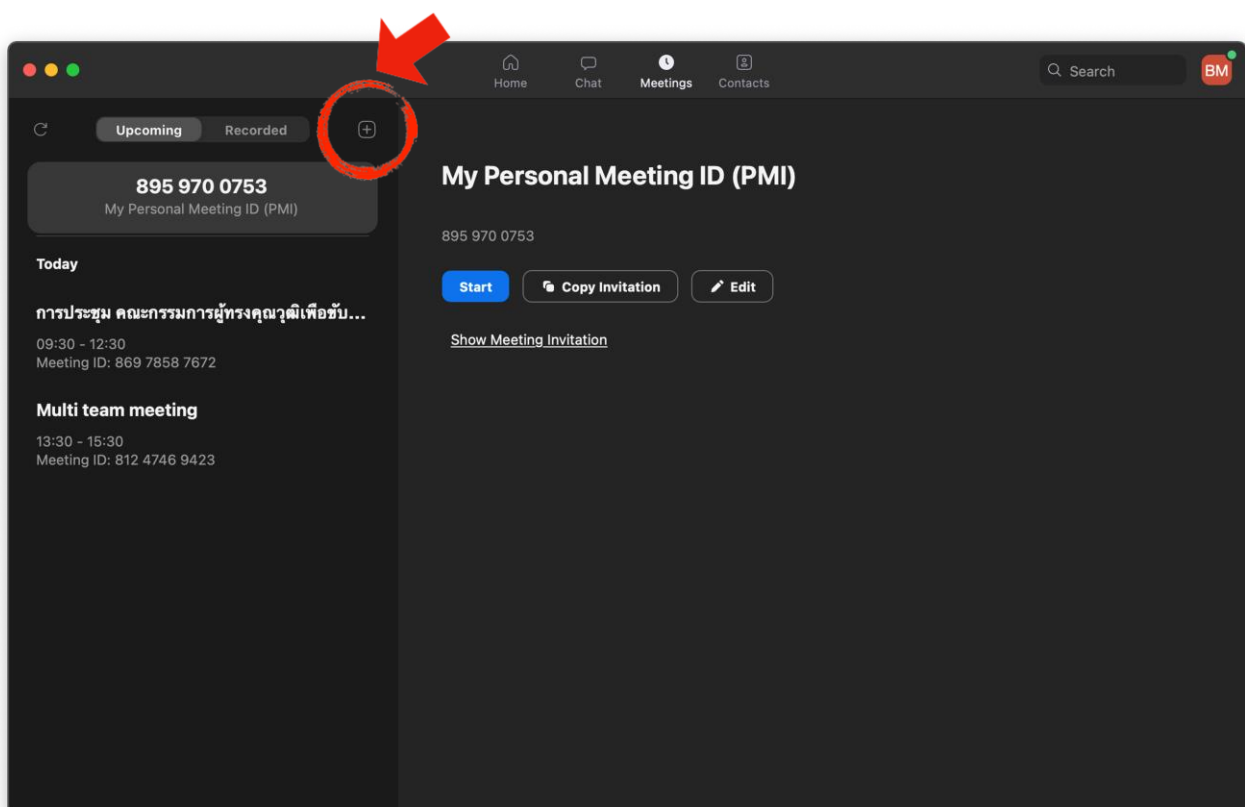 Home
Chat
Meetings
Contacts
Search
BM
Upcoming
Recorded
895 970 0753
My Personal Meeting ID (PMI)
Today
การประชุม คณะกรรมการผู้ทรงคุณวุฒิเพื่อขับ...
09:30 - 12:30
Meeting ID: 869 7858 7672
Multi team meeting
13:30 - 15:30
Meeting ID: 812 4746 9423
My Personal Meeting ID (PMI)
895 970 0753
Start
Copy Invitation
Edit
Show Meeting Invitation